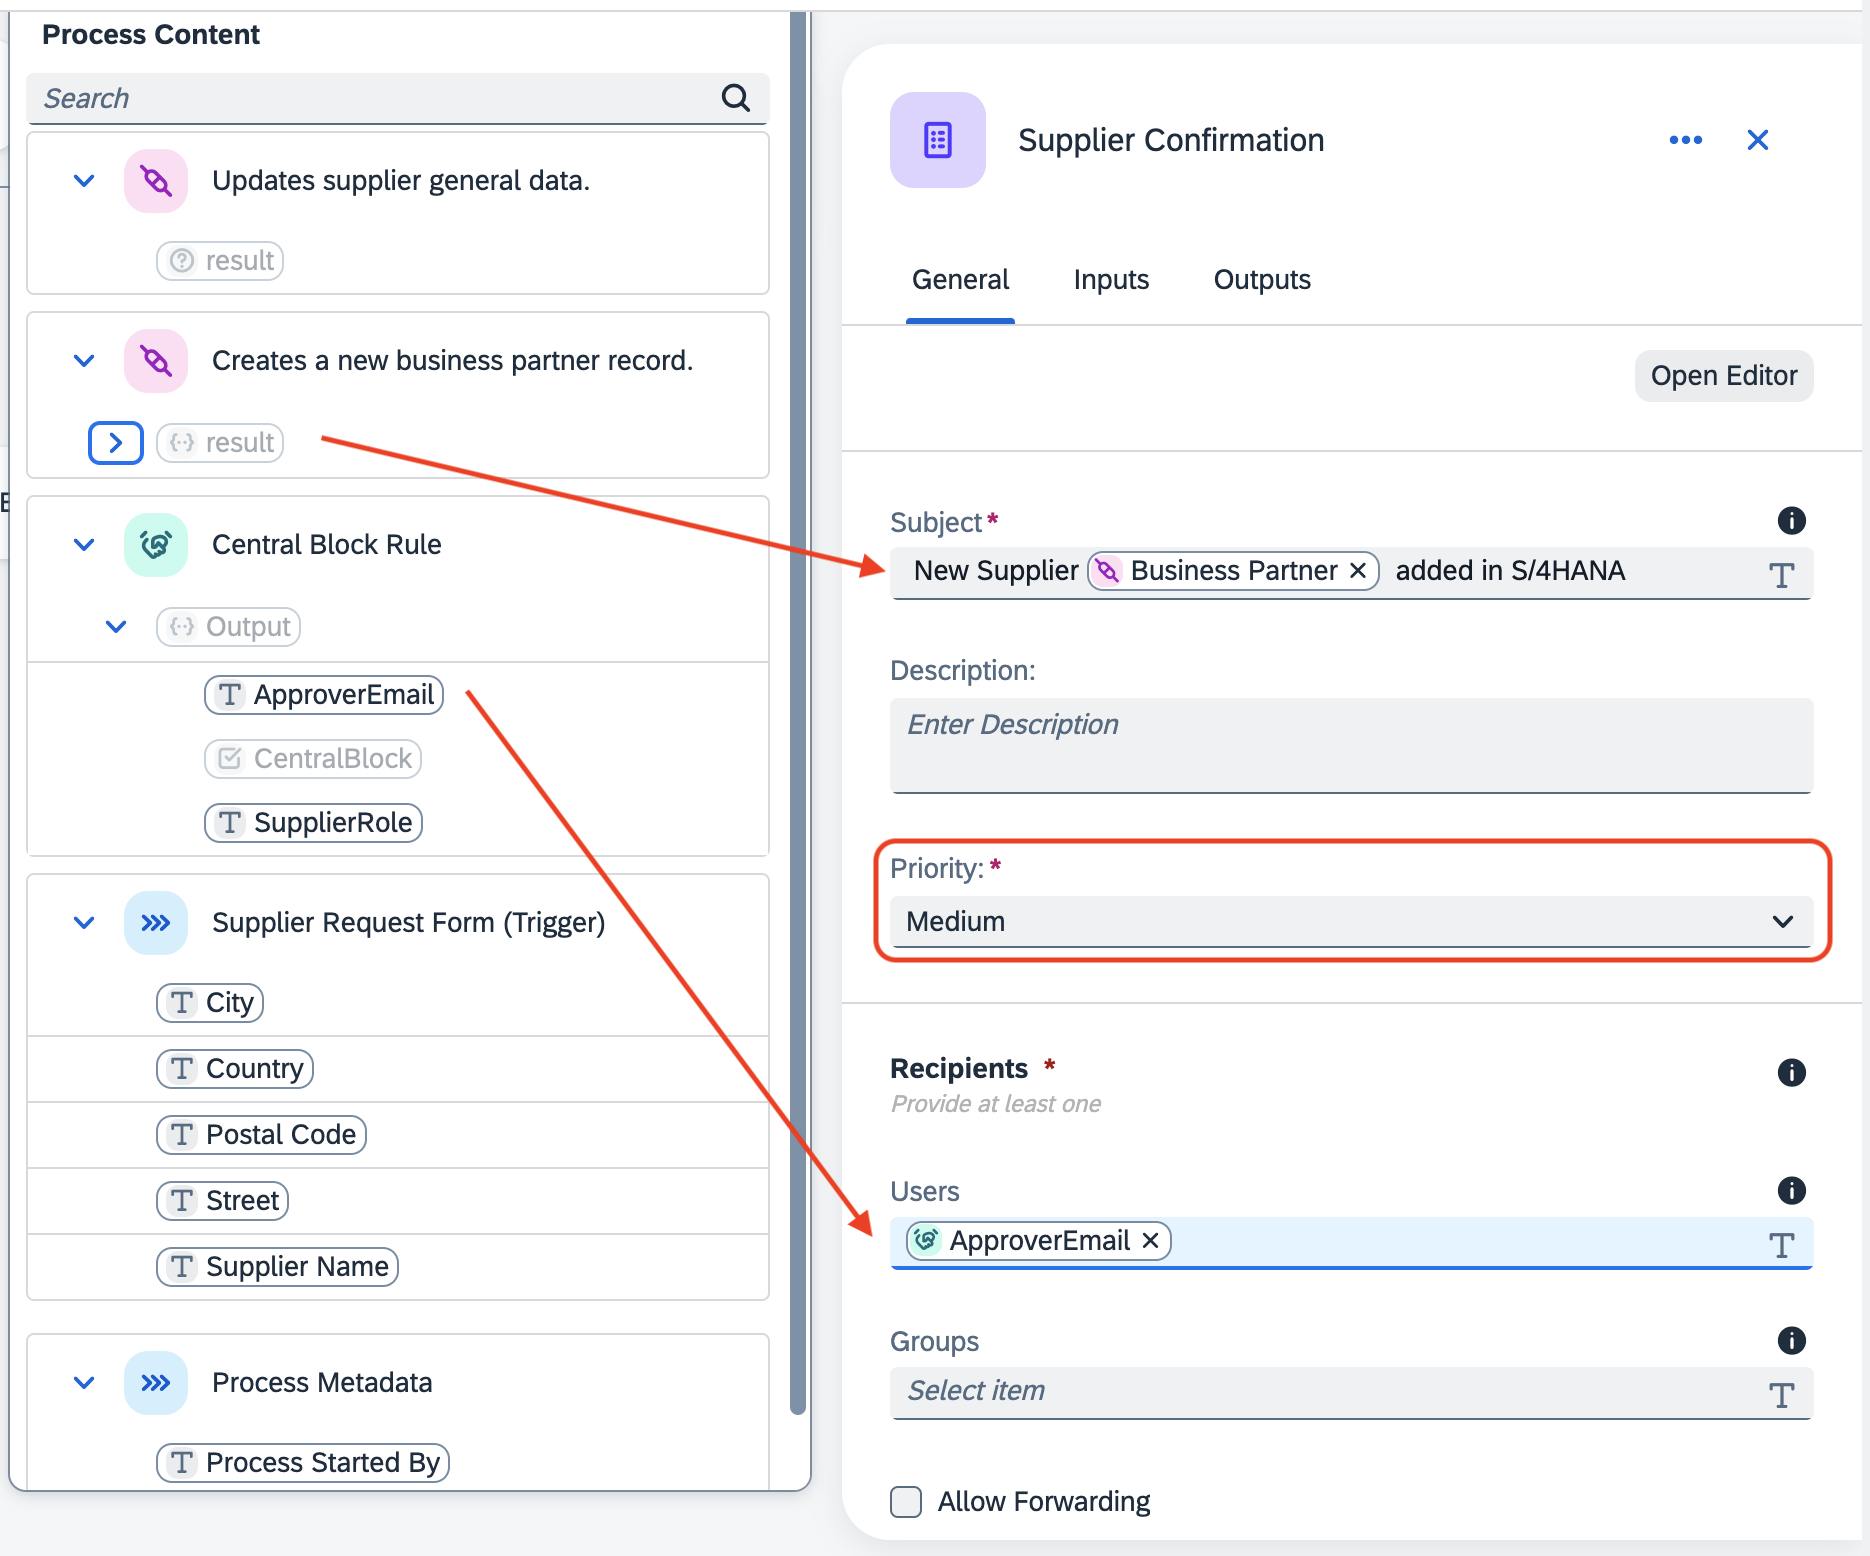 Process Content
Search
Updates supplier general data.
result
Creates a new business partner record.
result
Central Block Rule
Output
ApproverEmail
CentralBlock
SupplierRole
Supplier Request Form (Trigger)
City
Country
Postal Code
Street
Supplier Name
Process Metadata
Process Started By
Supplier Confirmation
General Inputs Outputs
Open Editor
Subject*
New Supplier Business Partner × added in S/4HANA
Description:
Enter Description
Priority: *
Medium
Recipients *
Provide at least one
Users
ApproverEmail ×
Groups
Select item
Allow Forwarding